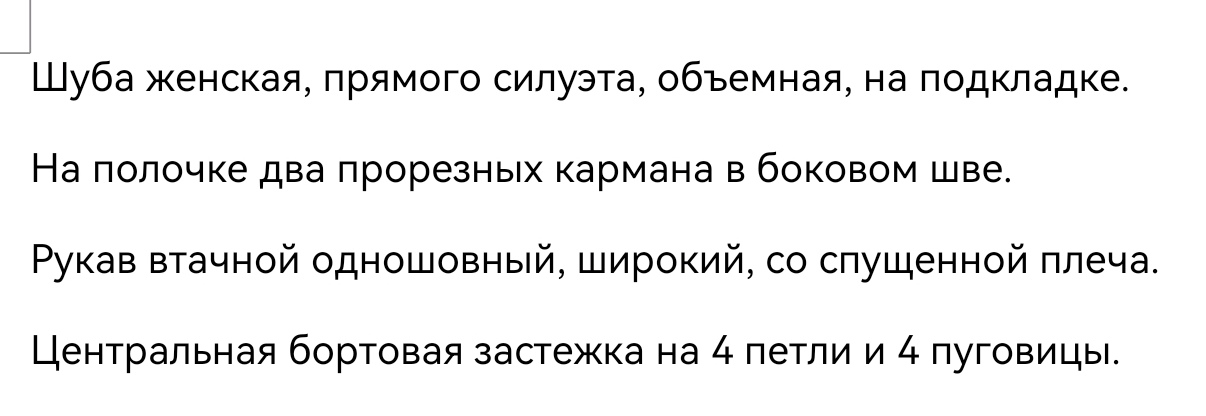 Шуба женская, прямого силуэта, объемная, на подкладке.
На полочке два прорезных кармана в боковом шве.
Рукав втачной одношовный, широкий, со спущенной плеча.
Центральная бортовая застежка на 4 петли и 4 пуговицы.